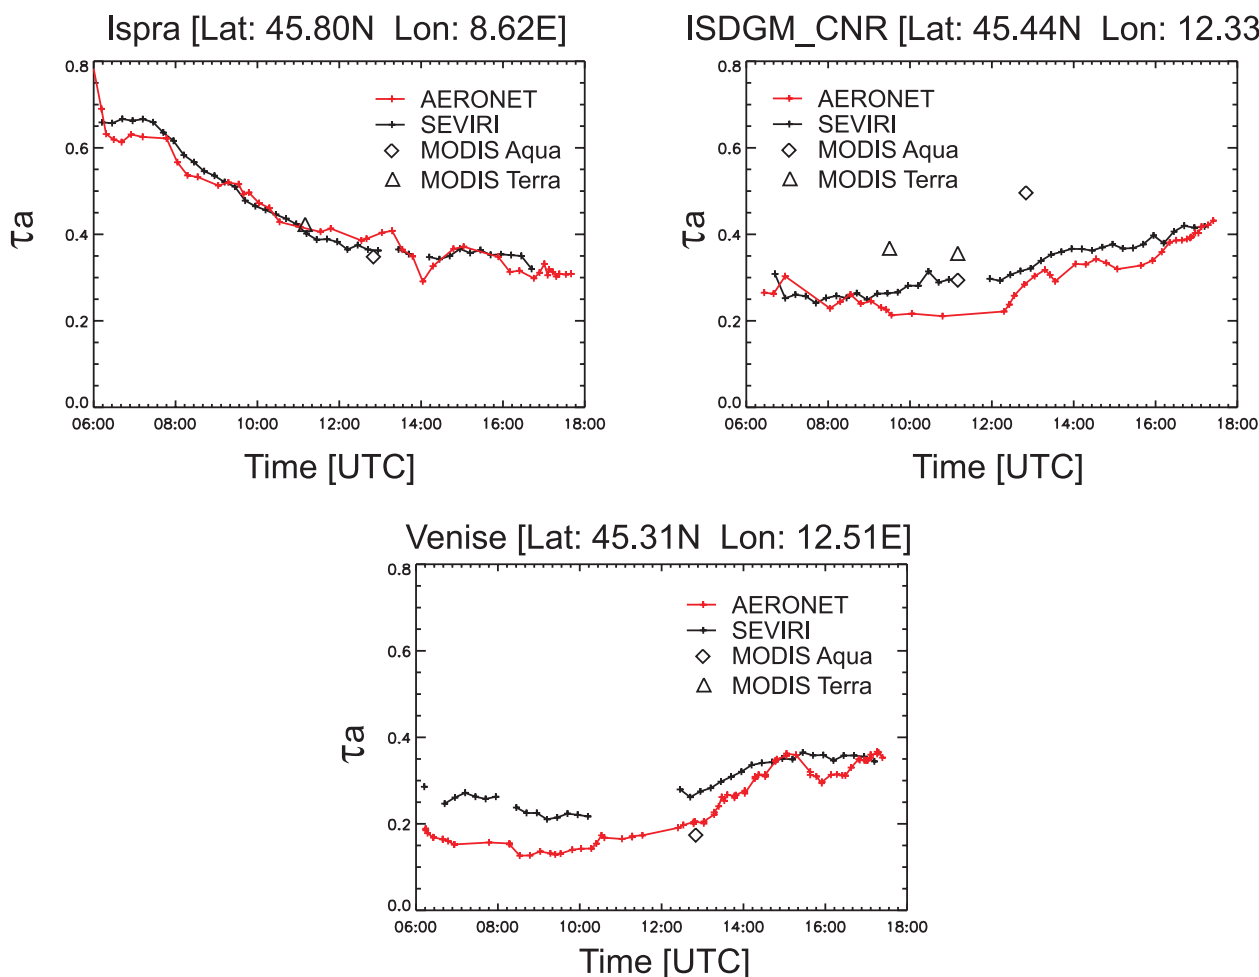 Ispra [Lat: 45.80N  Lon: 8.62E]
0.8
0.6
0.4
0.2
0.0
τa
AERONET
SEVIRI
MODIS Aqua
MODIS Terra
06:00 08:00 10:00 12:00 14:00 16:00 18:00
Time [UTC]
ISDGM_CNR [Lat: 45.44N  Lon: 12.33
0.8
0.6
0.4
0.2
0.0
τa
AERONET
SEVIRI
MODIS Aqua
MODIS Terra
06:00 08:00 10:00 12:00 14:00 16:00 18:00
Time [UTC]
Venise [Lat: 45.31N  Lon: 12.51E]
0.8
0.6
0.4
0.2
0.0
τa
AERONET
SEVIRI
MODIS Aqua
MODIS Terra
06:00 08:00 10:00 12:00 14:00 16:00 18:00
Time [UTC]